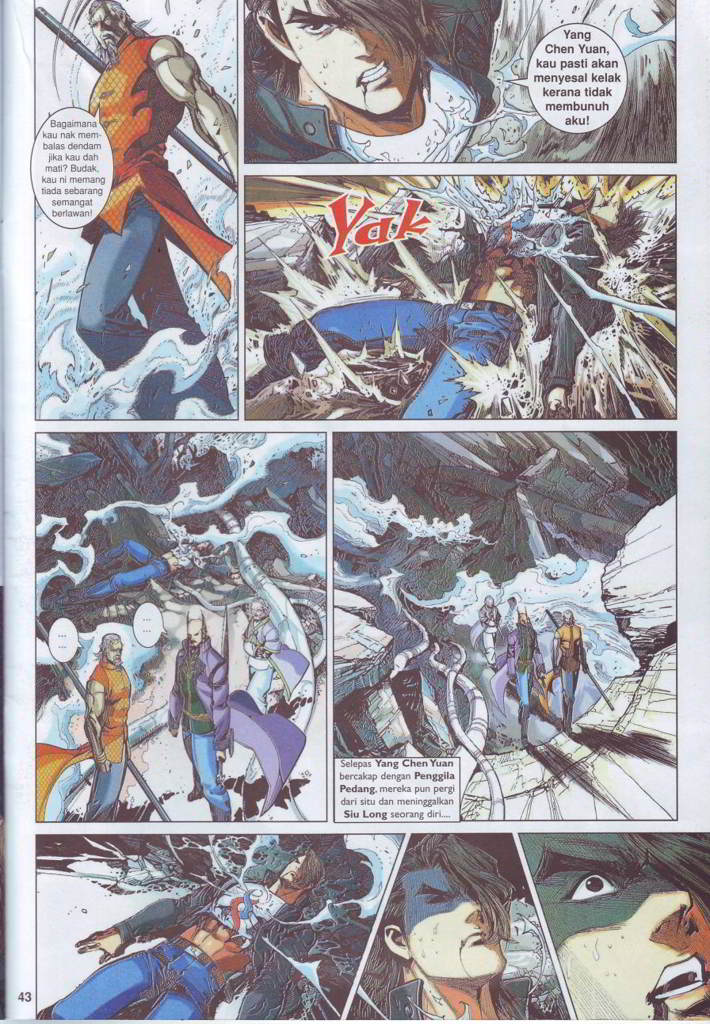 Bagaimana
kau nak mem-
balas dendam
jika kau dah
mati? Budak,
kau ni memang
tiada sebarang
semangat
berlawan!
Yang
Chen Yuan,
kau pasti akan
menyesal kelak
kerana tidak
membunuh
aku!
Yak
...
...
...
...
Selepas Yang Chen Yuan
bercakap dengan Penggila
Pedang, mereka pun pergi
dari situ dan meninggalkan
Siu Long seorang diri....
43